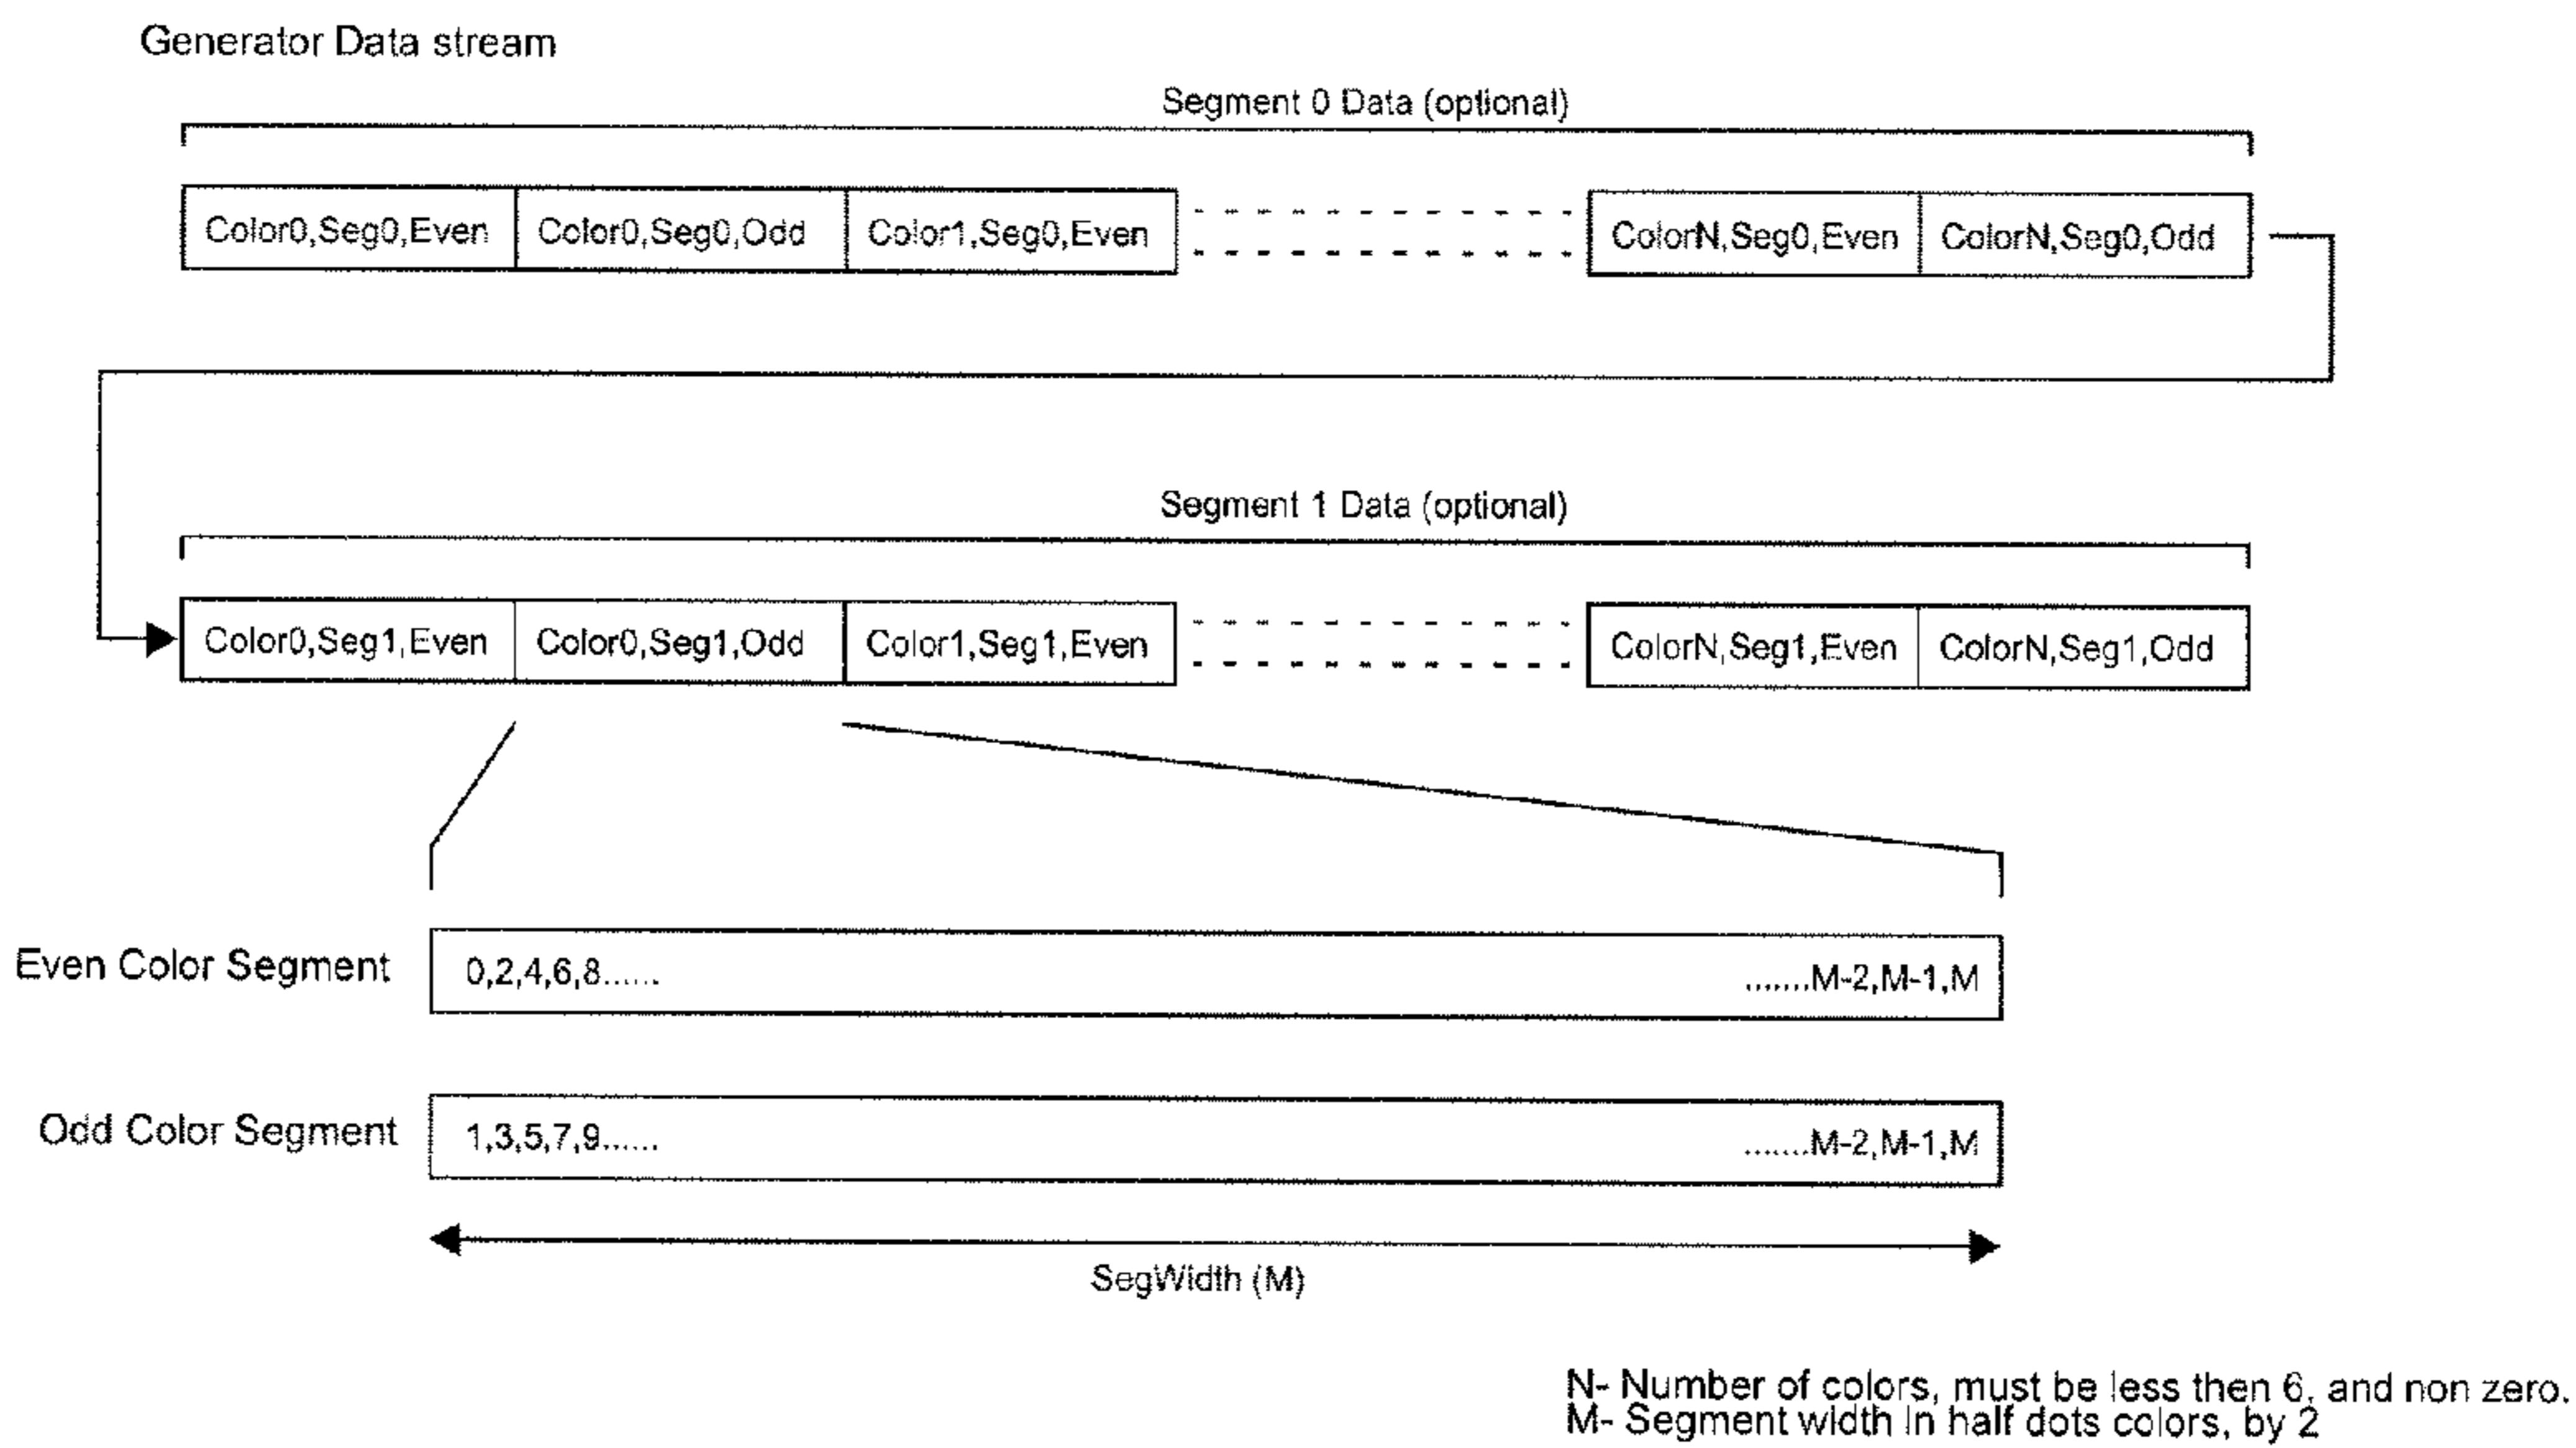 Generator Data stream
Segment 0 Data (optional)
Color0,Seg0,Even Color0,Seg0,Odd Color1,Seg0,Even ColorN,Seg0,Even ColorN,Seg0,Odd
Segment 1 Data (optional)
Color0,Seg1,Even Color0,Seg1,Odd Color1,Seg1,Even ColorN,Seg1,Even ColorN,Seg1,Odd
Even Color Segment 0,2,4,6,8...... .......M-2,M-1,M
Odd Color Segment 1,3,5,7,9...... .......M-2,M-1,M
SegWidth (M)
N- Number of colors, must be less then 6, and non zero.
M- Segment width in half dots colors, by 2